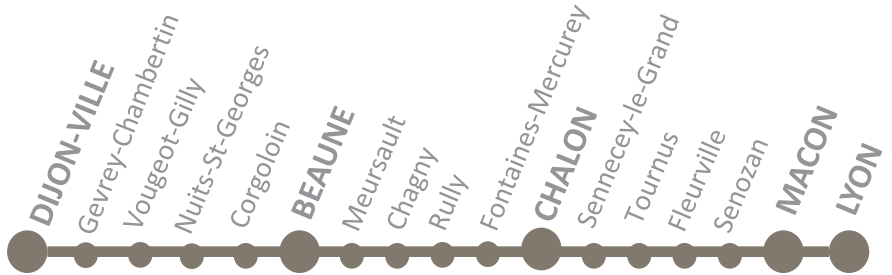 DIJON-VILLE
Gevrey-Chambertin
Vougeot-Gilly
Nuits-St-Georges
Corgoloin
BEAUNE
Meursault
Chagny
Rully
Fontaines-Mercurey
CHALON
Sennecey-le-Grand
Tournus
Fleurville
Senozan
MACON
LYON